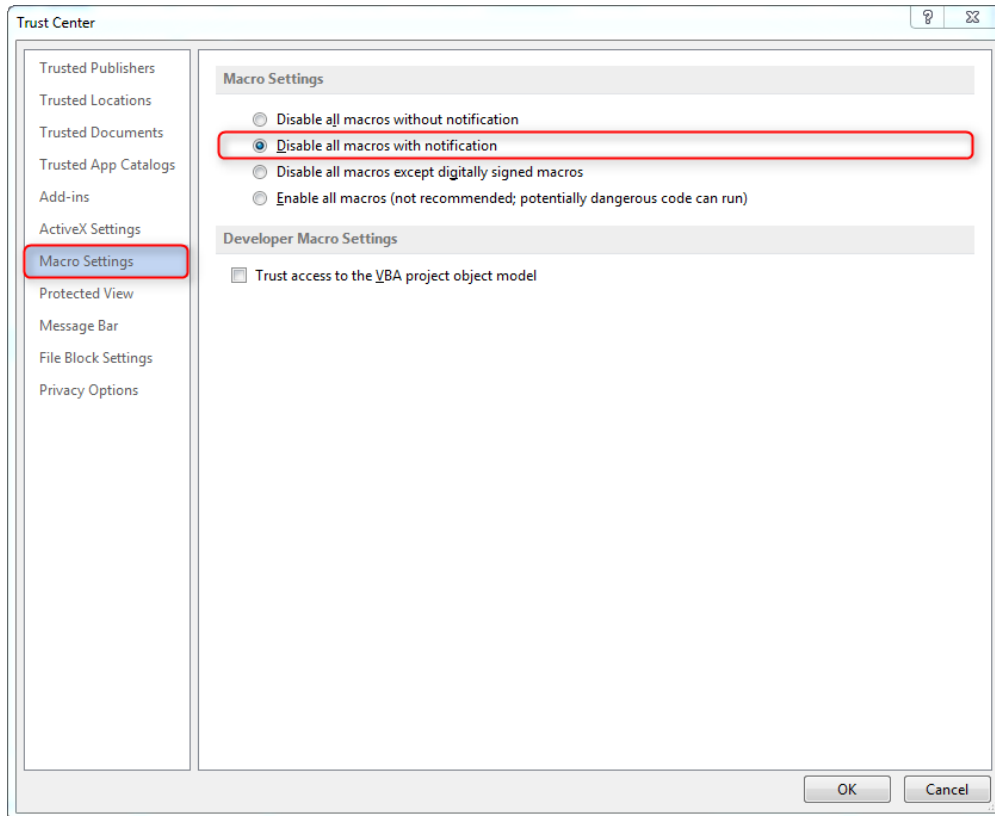 Trust Center
Trusted Publishers
Trusted Locations
Trusted Documents
Trusted App Catalogs
Add-ins
ActiveX Settings
Macro Settings
Protected View
Message Bar
File Block Settings
Privacy Options
Macro Settings
Disable all macros without notification
Disable all macros with notification
Disable all macros except digitally signed macros
Enable all macros (not recommended; potentially dangerous code can run)
Developer Macro Settings
Trust access to the VBA project object model
OK
Cancel